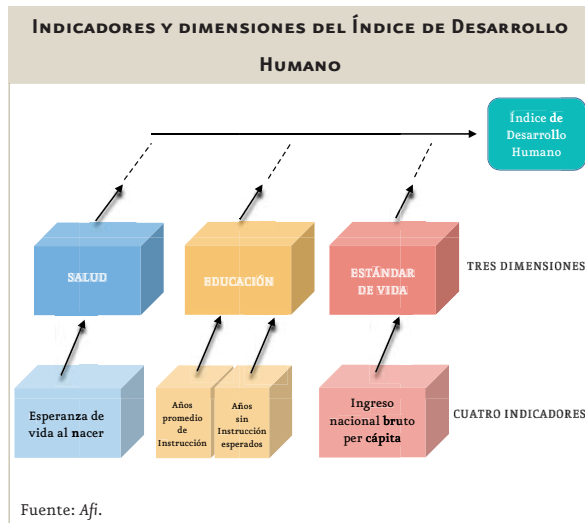 INDICADORES Y DIMENSIONES DEL ÍNDICE DE DESARROLLO
HUMANO
Índice de
Desarrollo
Humano
SALUD
EDUCACIÓN
ESTÄNDAR
DE VIDA
TRES DIMENSIONES
Esperanza de
vida al nacer
Años
promedio
de
Instrucción
Años
sin
Instrucción
esperados
Ingreso
nacional bruto
per cápita
CUATRO INDICADORES
Fuente: Afi.